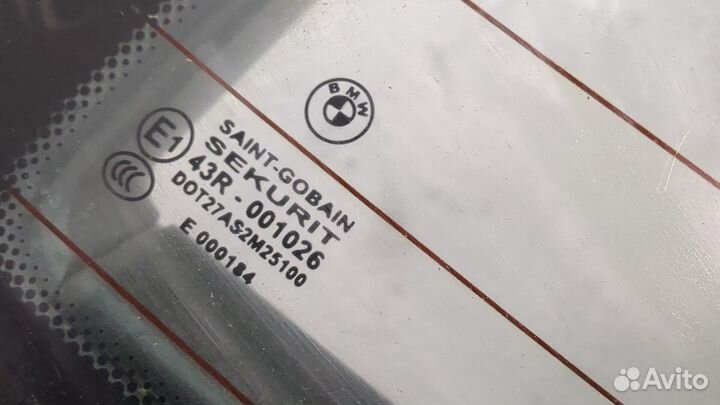 BMW
SAINT-GOBAIN
SEKURIT
E1
43R - 001026
DOT27AS2M25100
E 000184
Avito